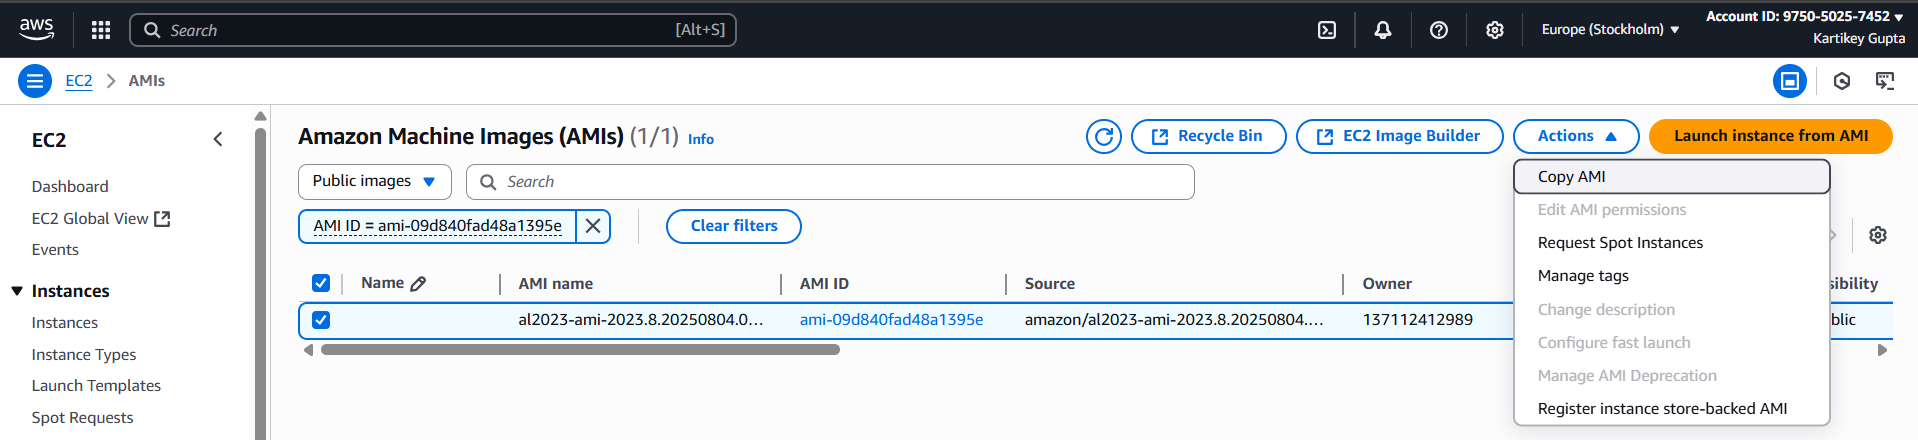 aws
Search [Alt+S]
Europe (Stockholm)
Account ID: 9750-5025-7452
Kartikey Gupta
EC2 AMIs
EC2
Dashboard
EC2 Global View
Events
Instances
Instances
Instance Types
Launch Templates
Spot Requests
Amazon Machine Images (AMIs) (1/1) Info
Recycle Bin
EC2 Image Builder
Actions
Launch instance from AMI
Public images
Search
AMI ID = ami-09d840fad48a1395e
Clear filters
Name AMI name AMI ID Source Owner sibility
al2023-ami-2023.8.20250804.0... ami-09d840fad48a1395e amazon/al2023-ami-2023.8.20250804.... 137112412989 blic
Copy AMI
Edit AMI permissions
Request Spot Instances
Manage tags
Change description
Configure fast launch
Manage AMI Deprecation
Register instance store-backed AMI